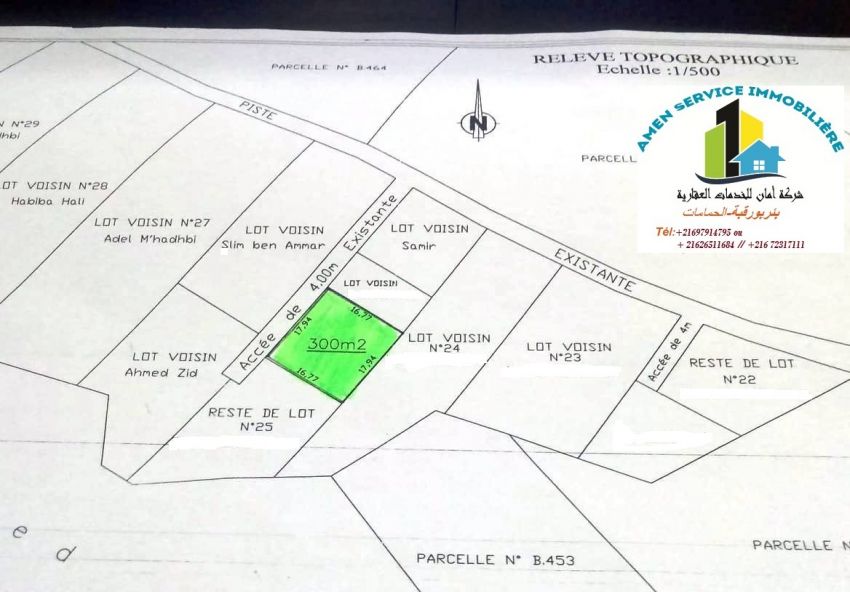 RELEVE TOPOGRAPHIQUE
Echelle :1/500
PARCELLE N° B.464
AMEN SERVICE IMMOBILIÈRE
شركة أمان للخدمات العقارية
بئربورقبة-الحمامات
Tél:+21697914795 ou
+ 21626511684 // +216 72317111
N
PISTE
EXISTANTE
PARCELL
N N°29
dhbi
LOT VOISIN N°28
Habiba Hali
LOT VOISIN N°27
Adel M'hadhbi
LOT VOISIN
Slim ben Ammar
Accée de 4,00m Existante
LOT VOISIN
Samir
LOT VOISIN
16,77
17,94
300m2
17,94
16,77
LOT VOISIN
N°24
LOT VOISIN
N°23
Accée de 4m
RESTE DE LOT
N°22
LOT VOISIN
Ahmed Zid
RESTE DE LOT
N°25
e
d
PARCELLE N° B.453
PARCELLE N